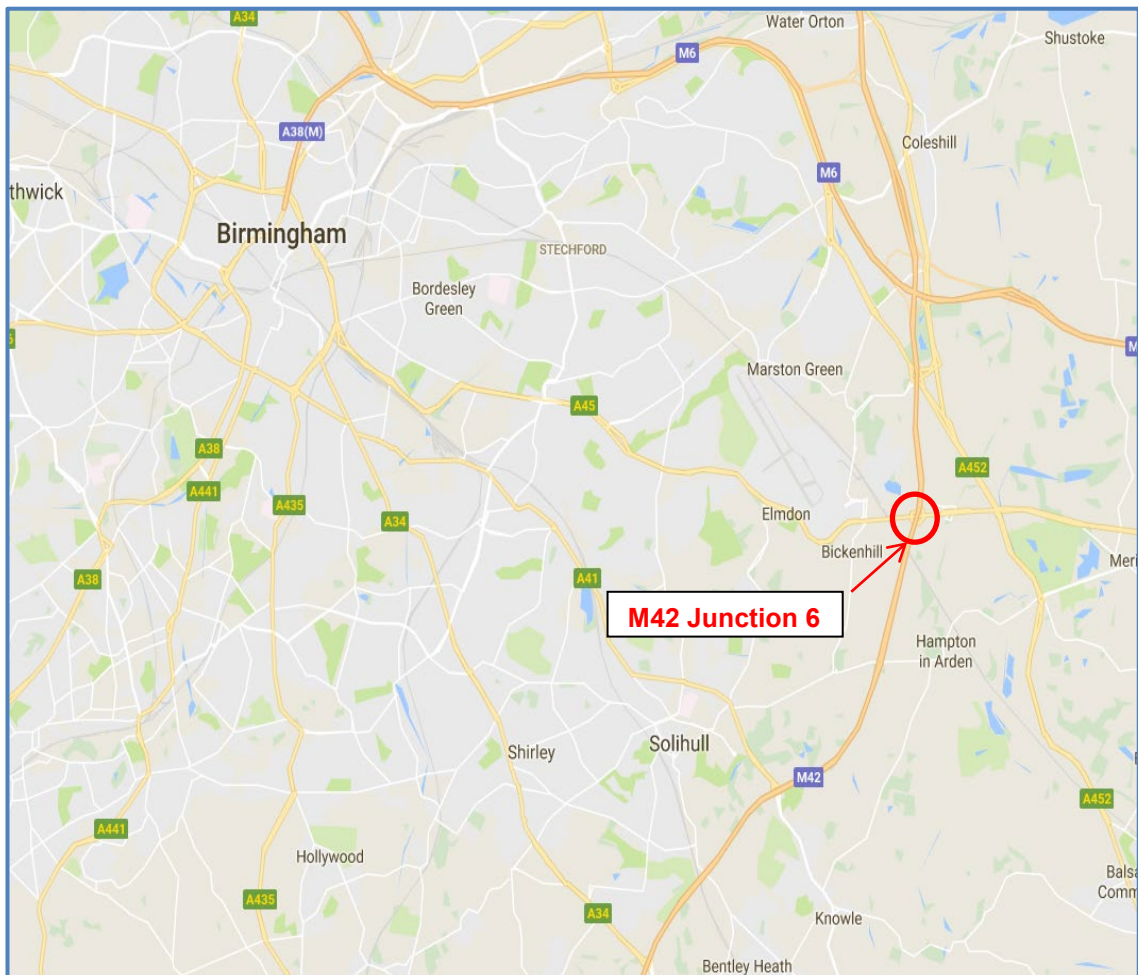 A34
Water Orton
Shustoke
M6
A38(M)
Coleshill
M6
thwick
Birmingham
STECHFORD
Bordesley
Green
M
Marston Green
A45
A38
A452
A441
A435
Elmdon
A34
Bickenhill
Meri
A38
A41
M42 Junction 6
Hampton
in Arden
Shirley
Solihull
M42
A452
A441
Hollywood
Balsa
Comm
A435
A34
Knowle
Bentley Heath